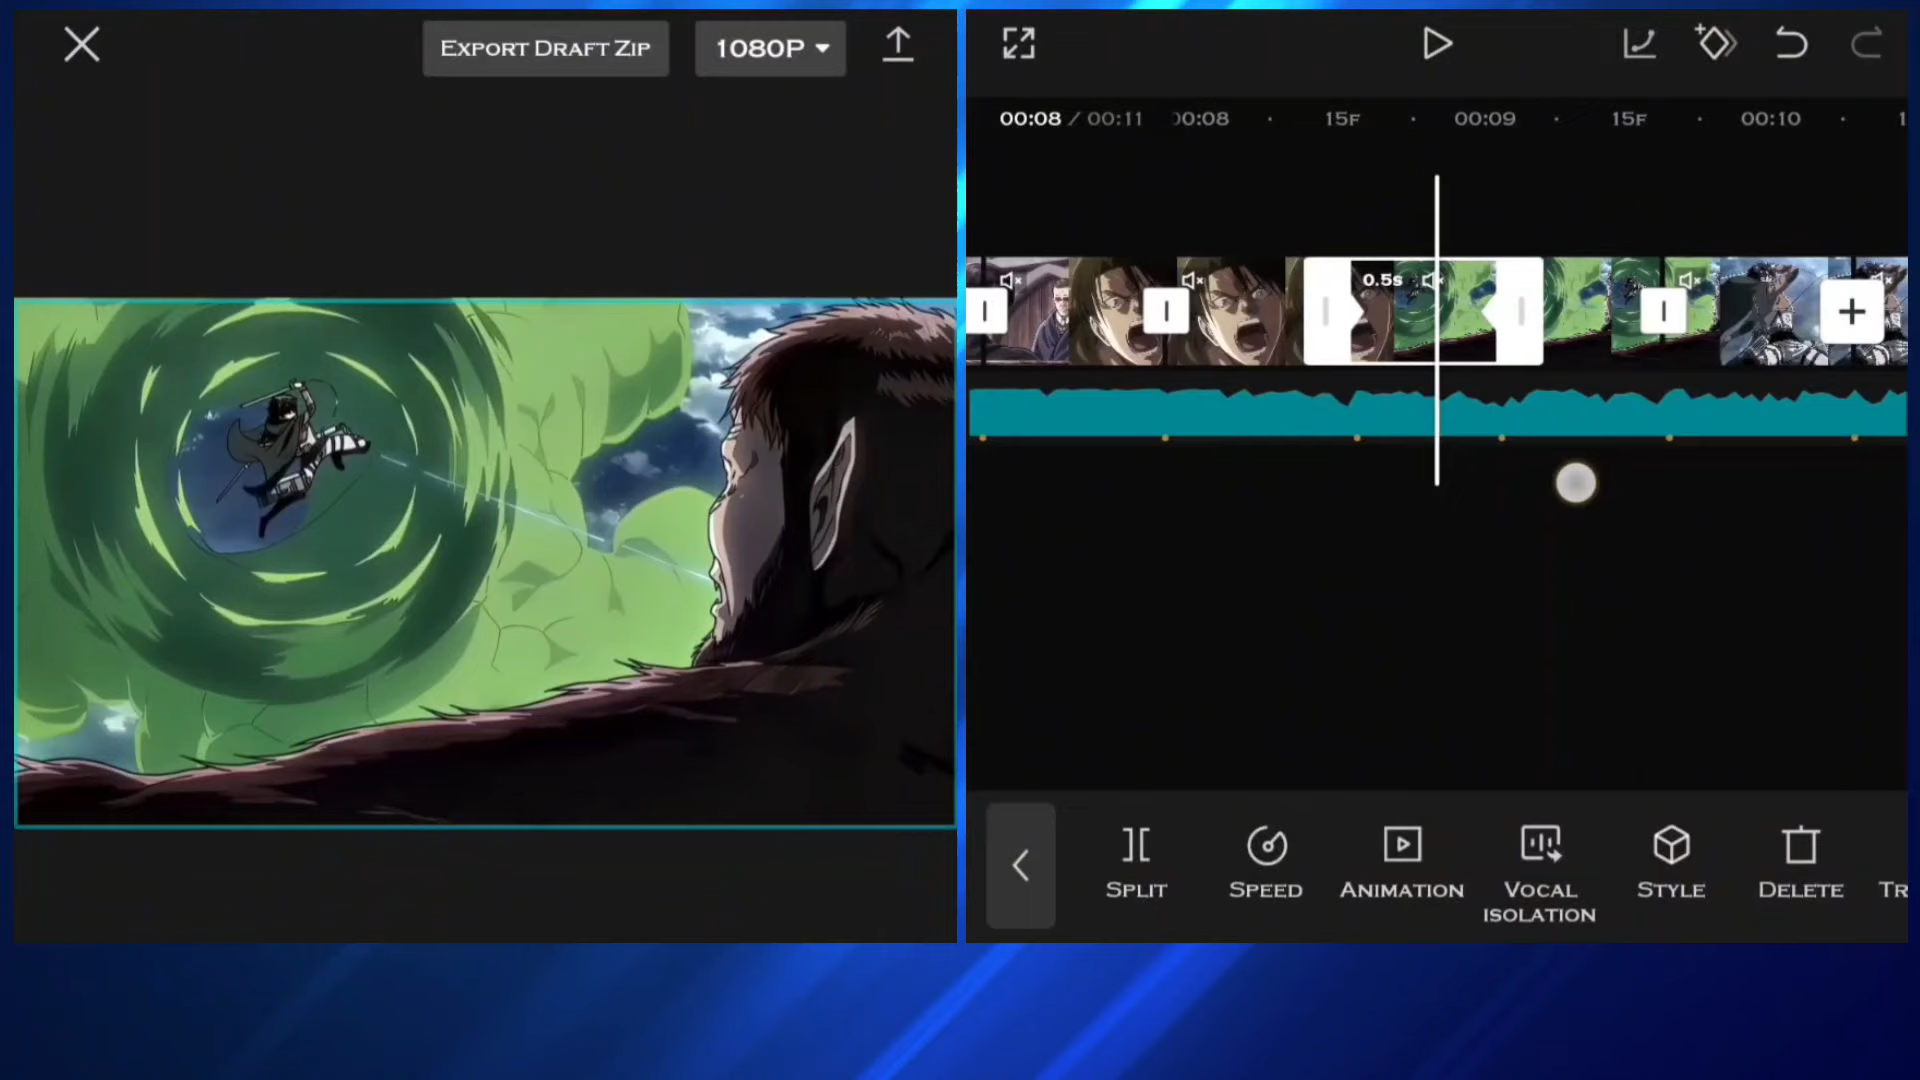 Export Draft Zip
1080P
00:08 / 00:11
00:08
15F
00:09
15F
00:10
0.5s
Split
Speed
Animation
Vocal
isolation
Style
Delete